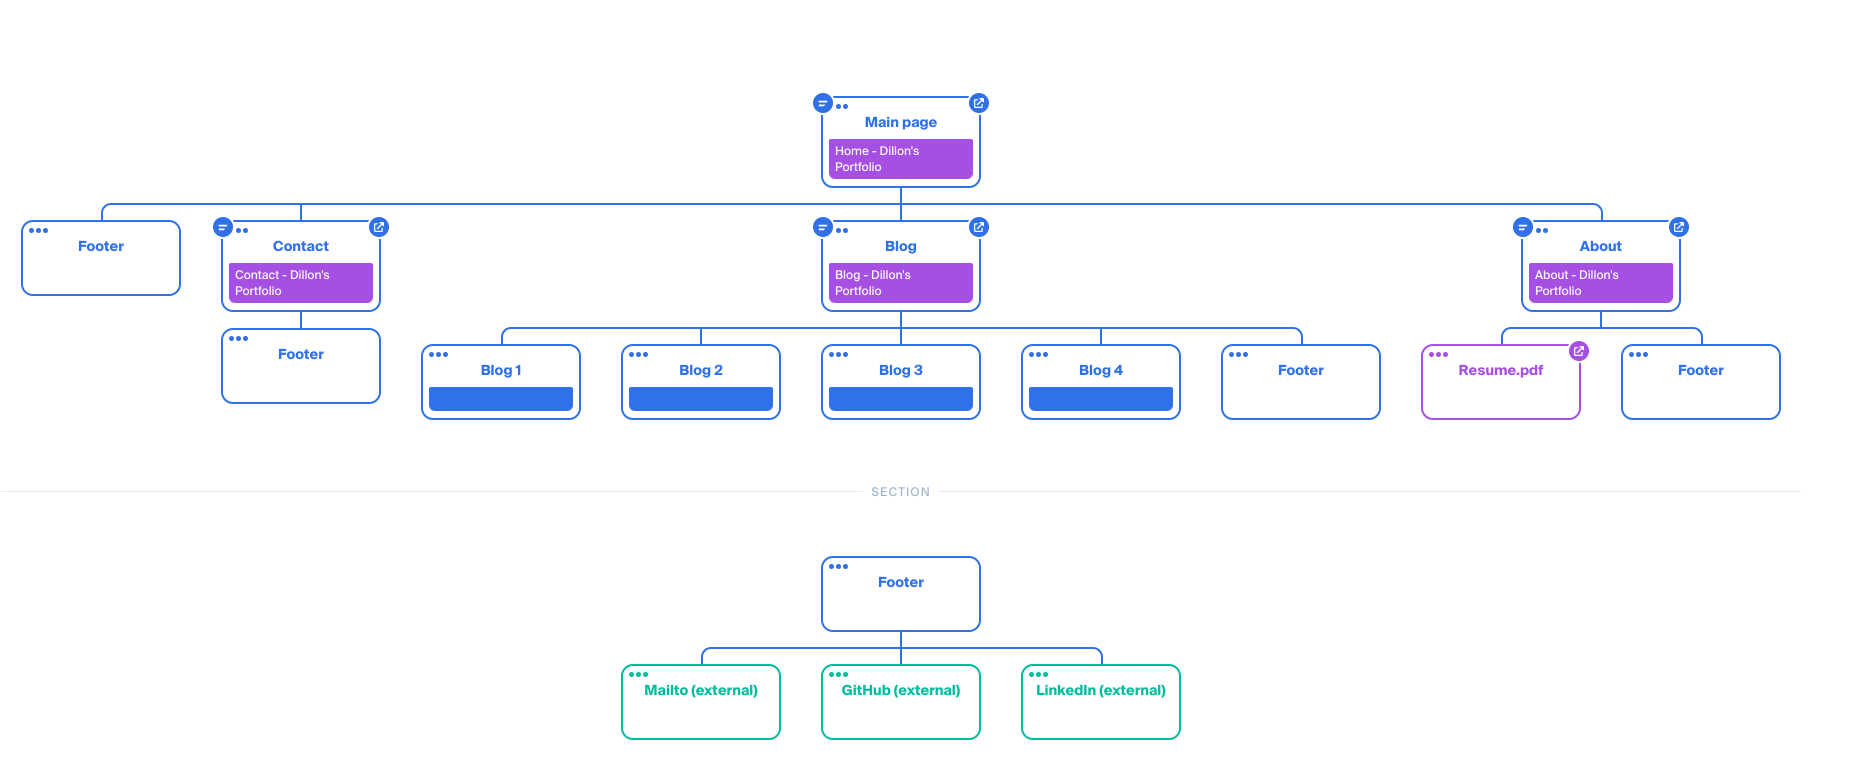 Main page
Home - Dillon's
Portfolio
Footer
Contact
Contact - Dillon's
Portfolio
Blog
Blog - Dillon's
Portfolio
About
About - Dillon's
Portfolio
Footer
Blog 1
Blog 2
Blog 3
Blog 4
Footer
Resume.pdf
Footer
SECTION
Footer
Mailto (external)
GitHub (external)
LinkedIn (external)